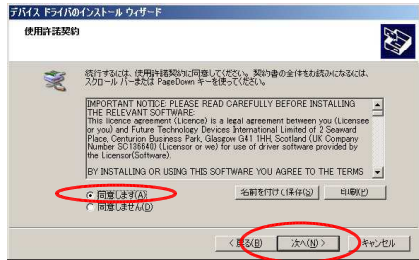 デバイス ドライバのインストール ウィザード
使用許諾契約
続行するには、使用許諾契約に同意してください。契約書の全体をお読みになるには、
スクロール バーまたは PageDown キーを使ってください。
IMPORTANT NOTICE: PLEASE READ CAREFULLY BEFORE INSTALLING
THE RELEVANT SOFTWARE:
This licence agreement (Licence) is a legal agreement between you (Licensee
or you) and Future Technology Devices International Limited of 2 Seaward
Place, Centurion Business Park, Glasgow G41 1HH, Scotland (UK Company
Number SC136640) (Licensor or we) for use of driver software provided by
the Licensor(Software).
BY INSTALLING OR USING THIS SOFTWARE YOU AGREE TO THE TERMS
同意します(A)
名前を付けて保存(S)
印刷(P)
同意しません(D)
< 戻る(B)
次へ(N) >
キャンセル